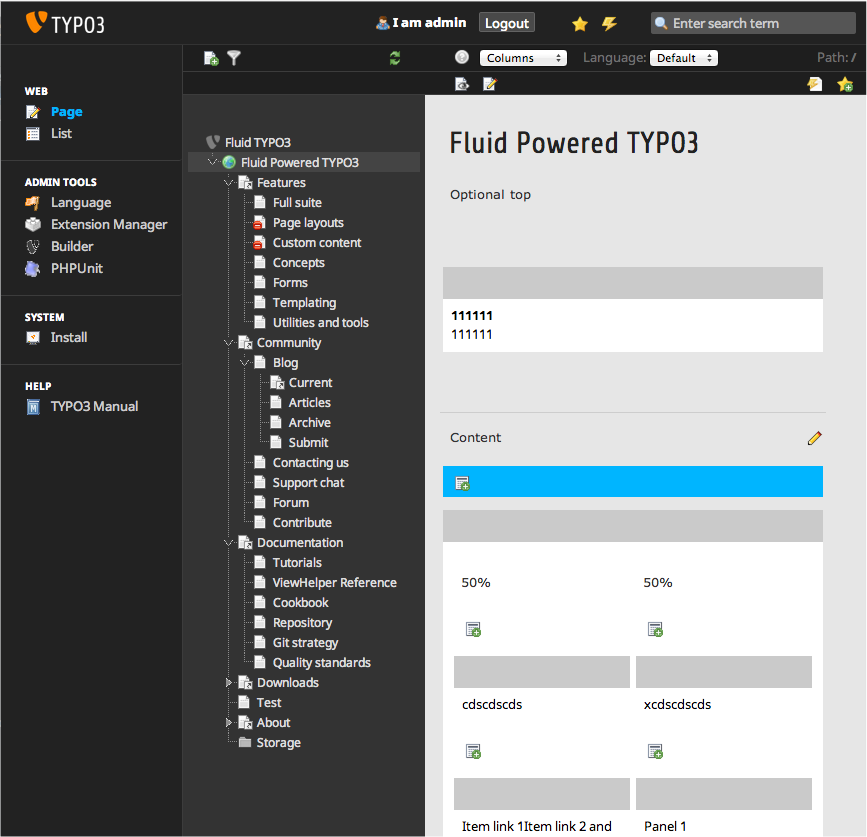 TYPO3
I am admin
Logout
Enter search term
Columns
Language:
Default
Path: /
WEB
Page
List
ADMIN TOOLS
Language
Extension Manager
Builder
PHPUnit
SYSTEM
Install
HELP
TYPO3 Manual
Fluid TYPO3
Fluid Powered TYPO3
Features
Full suite
Page layouts
Custom content
Concepts
Forms
Templating
Utilities and tools
Community
Blog
Current
Articles
Archive
Submit
Contacting us
Support chat
Forum
Contribute
Documentation
Tutorials
ViewHelper Reference
Cookbook
Repository
Git strategy
Quality standards
Downloads
Test
About
Storage
Fluid Powered TYPO3
Optional top
111111
111111
Content
50%
50%
cdscdscds
xcdscdscds
Item link 1Item link 2 and
Panel 1